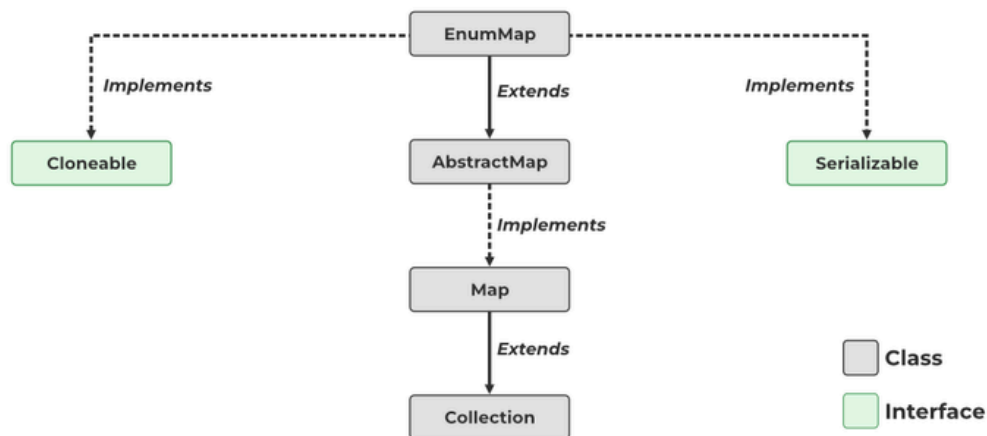 EnumMap
Implements
Extends
Implements
Cloneable
AbstractMap
Serializable
Implements
Map
Extends
Class
Interface
Collection